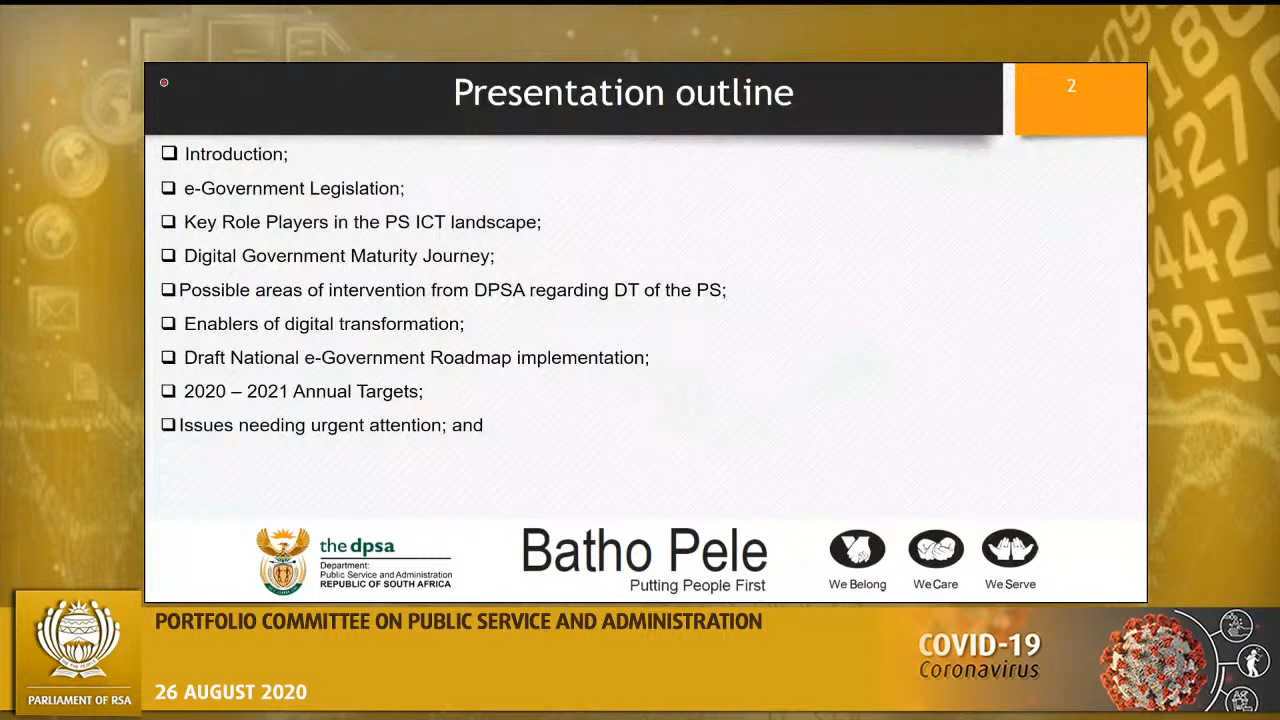 Presentation outline
2
❑ Introduction;
❑ e-Government Legislation;
❑ Key Role Players in the PS ICT landscape;
❑ Digital Government Maturity Journey;
❑ Possible areas of intervention from DPSA regarding DT of the PS;
❑ Enablers of digital transformation;
❑ Draft National e-Government Roadmap implementation;
❑ 2020 – 2021 Annual Targets;
❑ Issues needing urgent attention; and
the dpsa
Department:
Public Service and Administration
REPUBLIC OF SOUTH AFRICA
Batho Pele
Putting People First
We Belong
We Care
We Serve
PORTFOLIO COMMITTEE ON PUBLIC SERVICE AND ADMINISTRATION
26 AUGUST 2020
PARLIAMENT OF RSA
COVID-19
Coronavirus